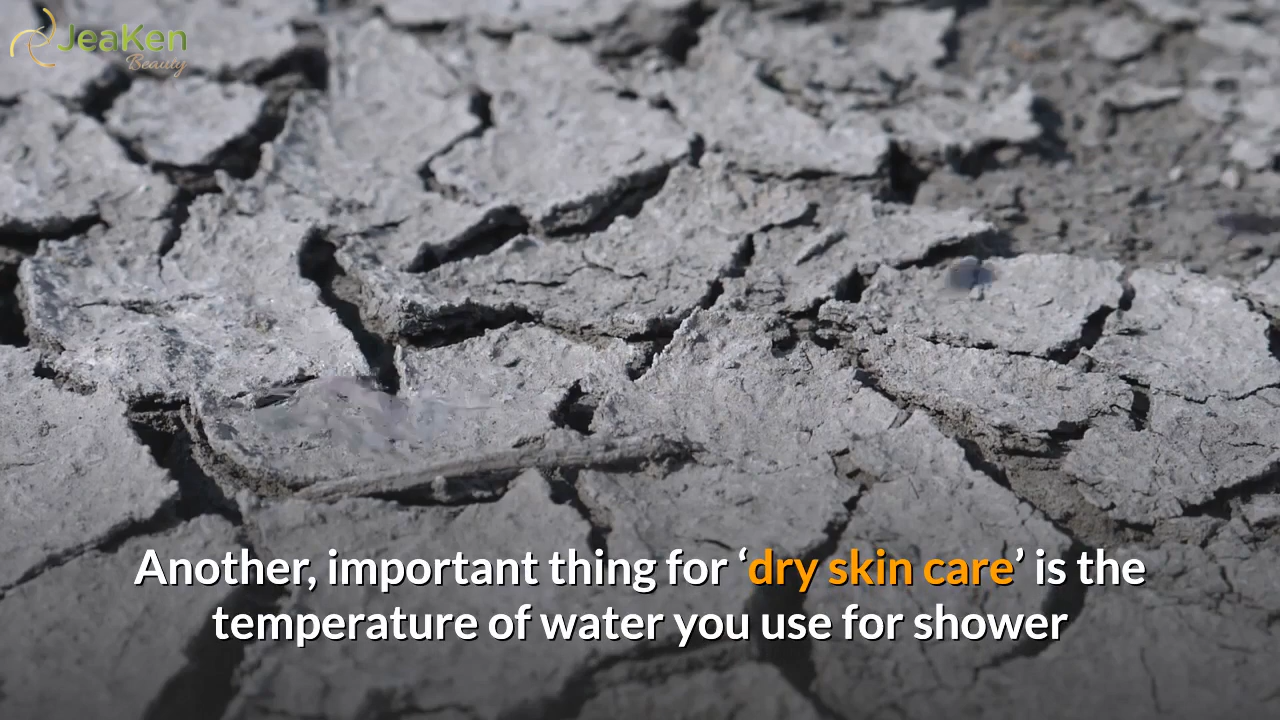 JeaKen
Beauty
Another, important thing for ‘dry skin care’ is the
temperature of water you use for shower